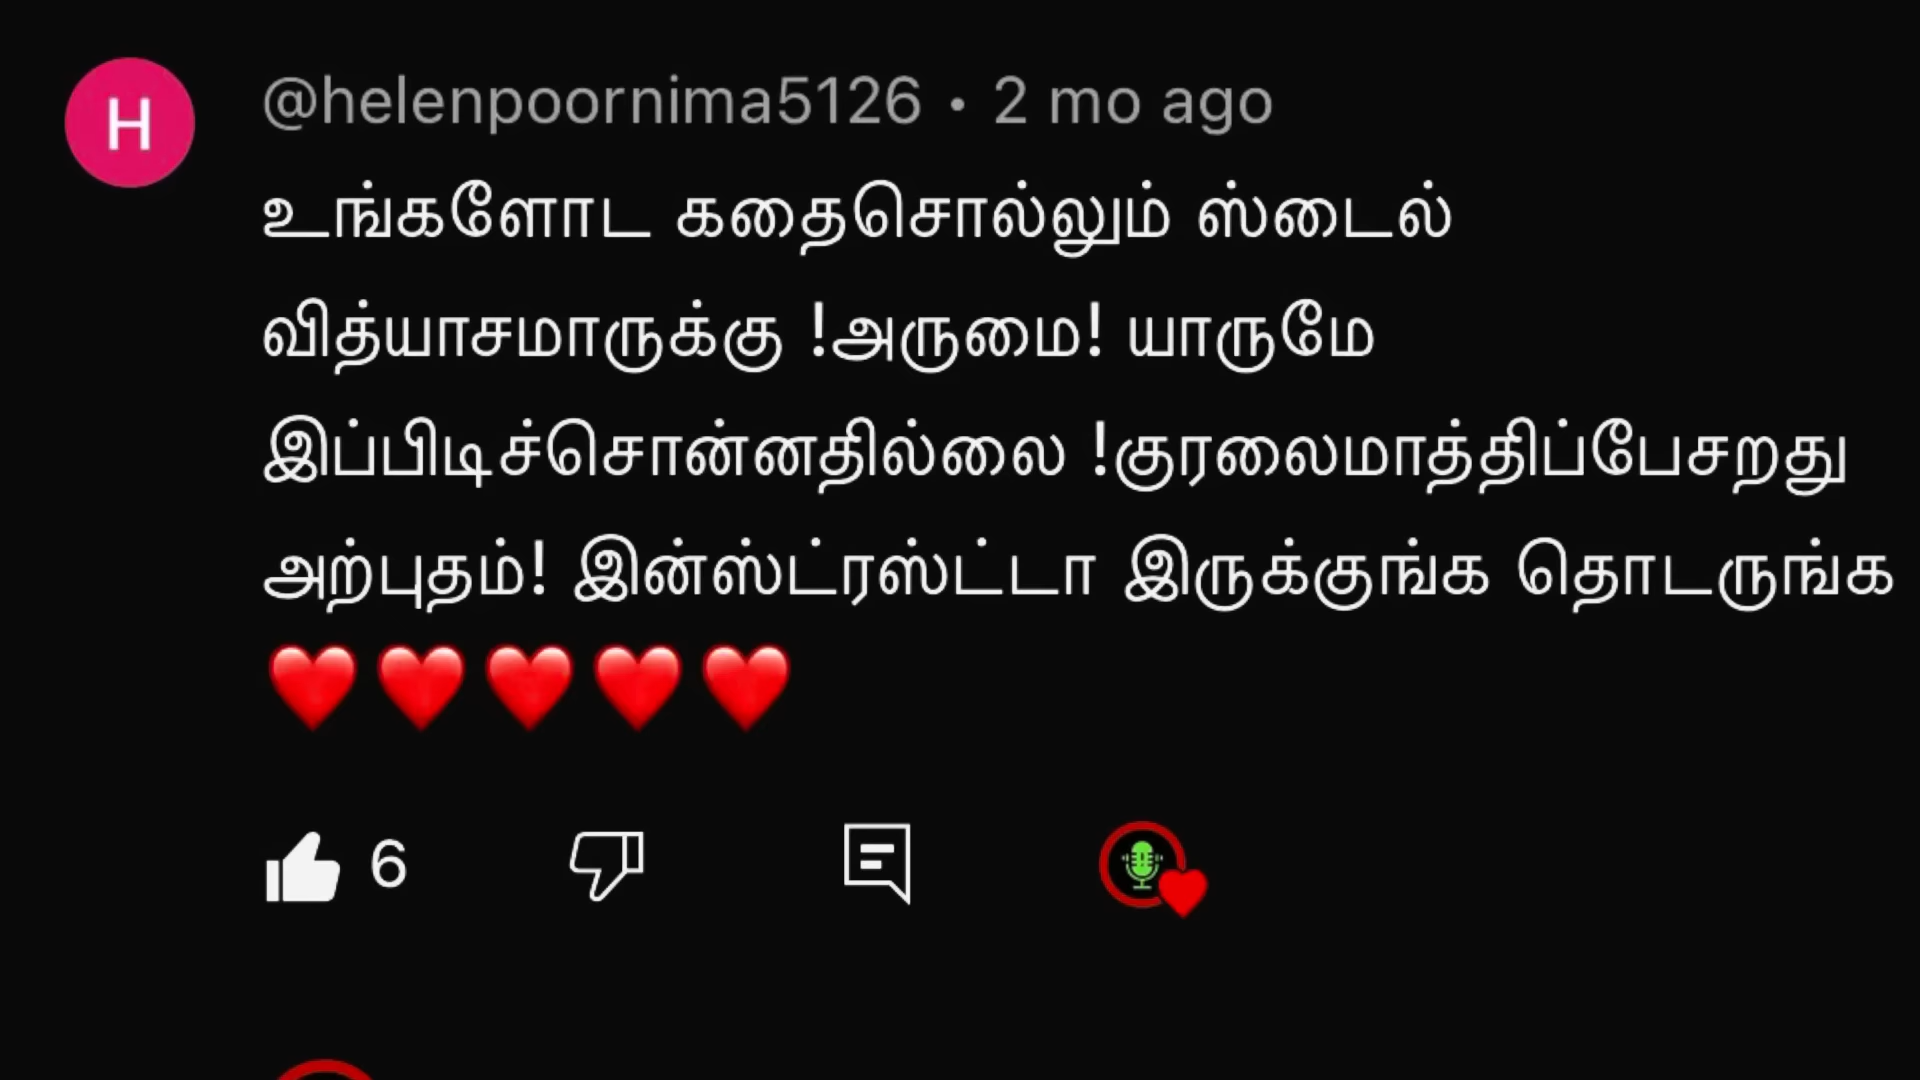 H
@helenpoornima5126 • 2 mo ago
உங்களோட கதைசொல்லும் ஸ்டைல்
வித்யாசமாருக்கு !அருமை! யாருமே
இப்பிடிச்சொன்னதில்லை !குரலைமாத்திப்பேசறது
அற்புதம்! இன்ஸ்ட்ரஸ்ட்டா இருக்குங்க தொடருங்க
❤️❤️❤️❤️❤️
6